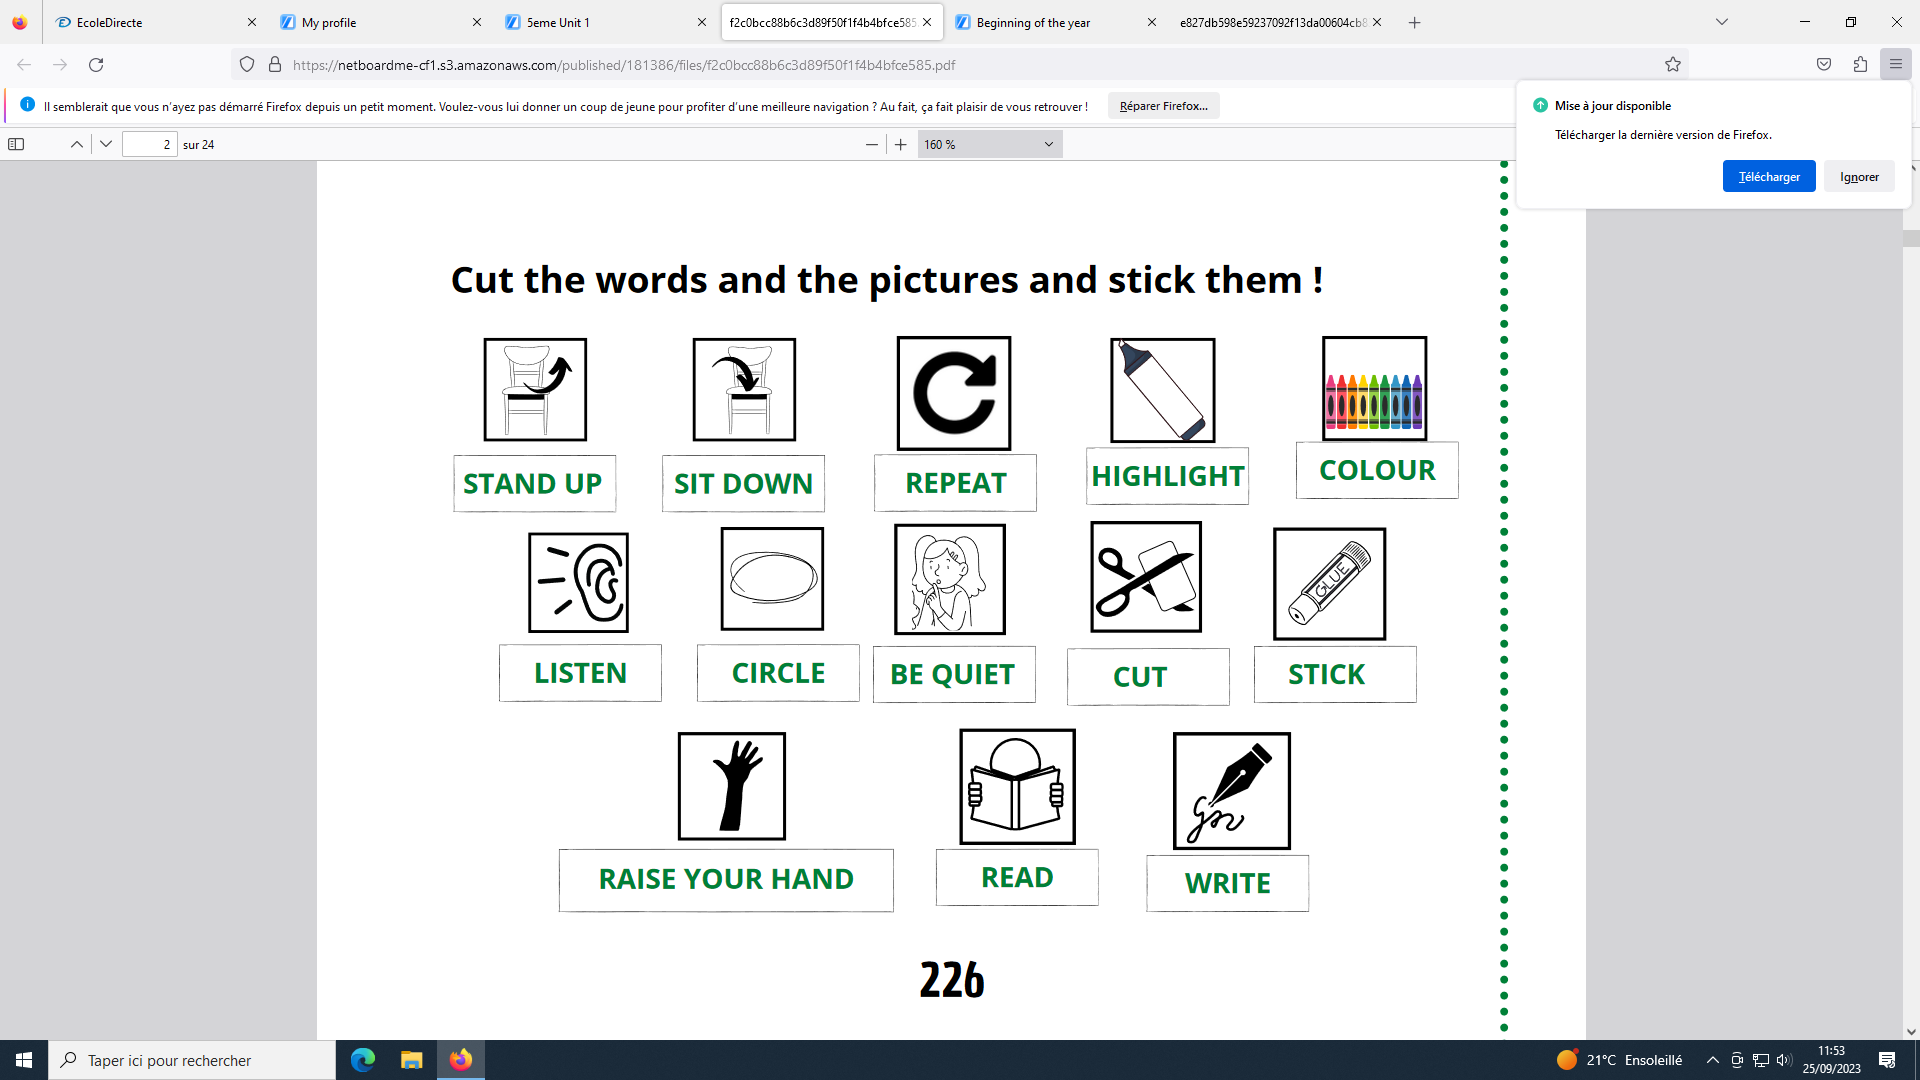 EcoleDirecte
My profile
5eme Unit 1
f2c0bcc88b6c3d89f50f1f4b4bfce585.
Beginning of the year
e827db598e59237092f13da00604cb8
https://netboardme-cf1.s3.amazonaws.com/published/181386/files/f2c0bcc88b6c3d89f50f1f4b4bfce585.pdf
Il semblerait que vous n'ayez pas démarré Firefox depuis un petit moment. Voulez-vous lui donner un coup de jeune pour profiter d'une meilleure navigation ? Au fait, ça fait plaisir de vous retrouver !
Réparer Firefox...
Mise à jour disponible
Télécharger la dernière version de Firefox.
Télécharger
Ignorer
2 sur 24
160 %
Cut the words and the pictures and stick them !
STAND UP
SIT DOWN
REPEAT
HIGHLIGHT
COLOUR
GLUE
LISTEN
CIRCLE
BE QUIET
CUT
STICK
RAISE YOUR HAND
READ
WRITE
226
Taper ici pour rechercher
21°C Ensoleillé
11:53
25/09/2023